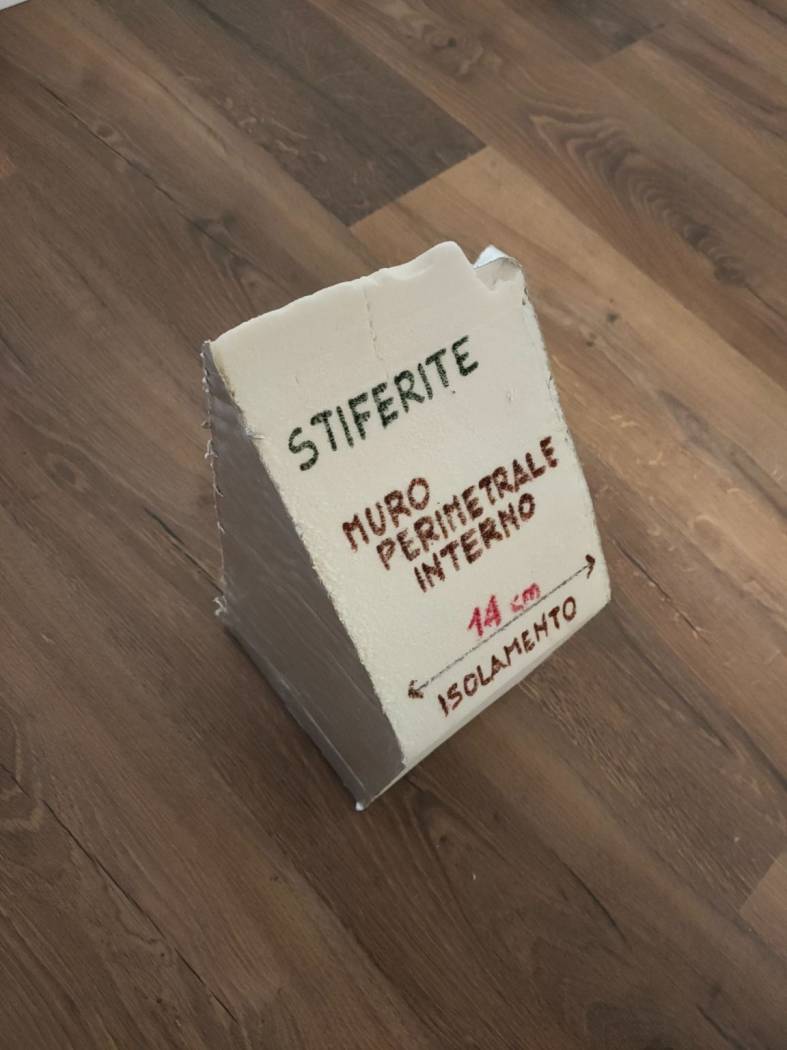 STIFERITE
MURO
PERIMETRALE
INTERNO
14 cm
ISOLAMENTO